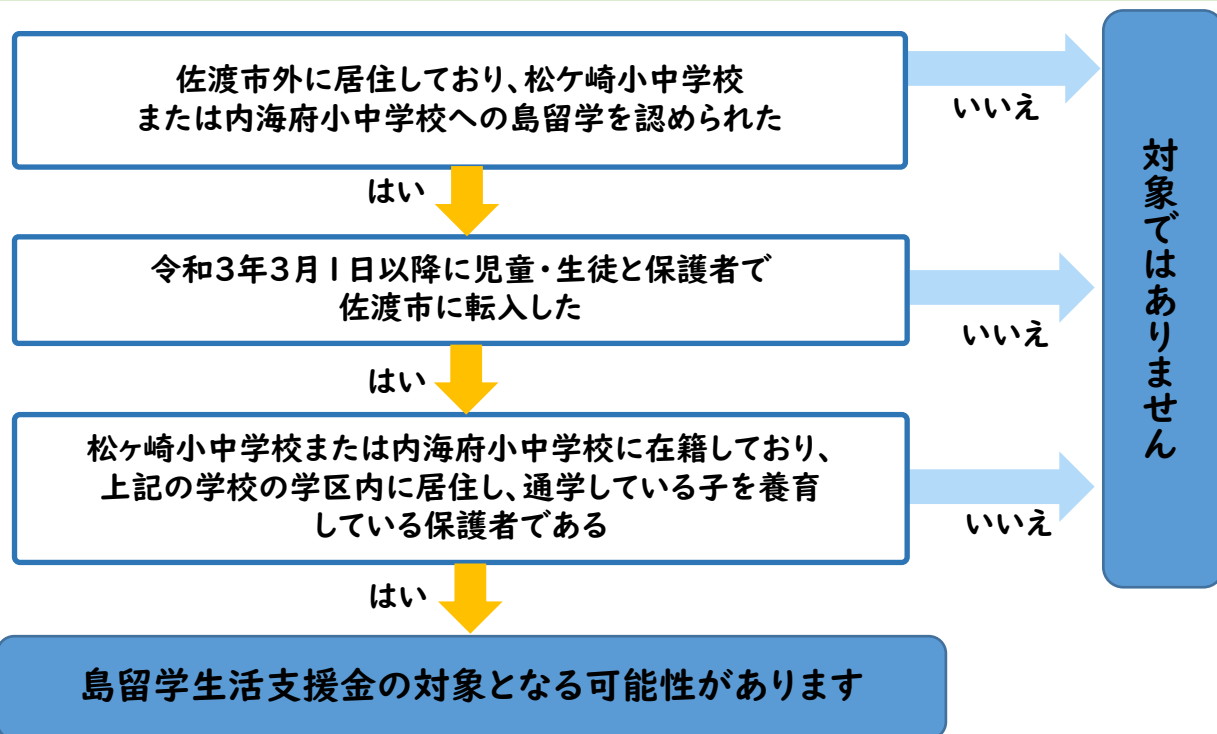 佐渡市外に居住しており、松ケ崎小中学校
または内海府小中学校への島留学を認められた
いいえ
はい
令和3年3月1日以降に児童・生徒と保護者で
佐渡市に転入した
いいえ
はい
松ヶ崎小中学校または内海府小中学校に在籍しており、
上記の学校の学区内に居住し、通学している子を養育
している保護者である
いいえ
はい
対象ではありません
島留学生活支援金の対象となる可能性があります